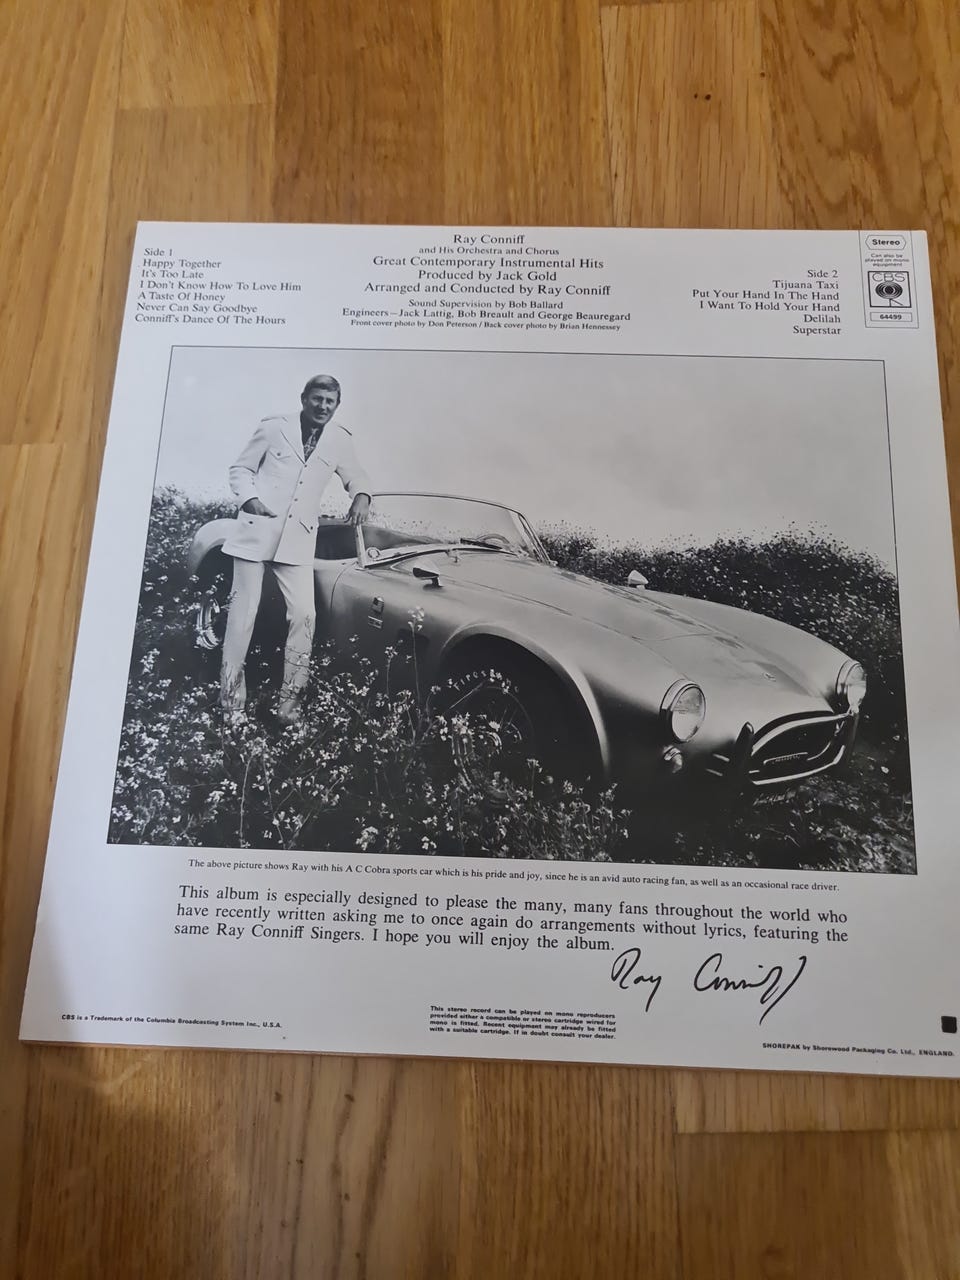 Side 1
Happy Together
It's Too Late
I Don't Know How To Love Him
A Taste Of Honey
Never Can Say Goodbye
Conniff's Dance Of The Hours
Ray Conniff
and His Orchestra and Chorus
Great Contemporary Instrumental Hits
Produced by Jack Gold
Arranged and Conducted by Ray Conniff
Sound Supervision by Bob Ballard
Engineers—Jack Lattig, Bob Breault and George Beauregard
Front cover photo by Don Peterson / Back cover photo by Brian Hennessey
Side 2
Tijuana Taxi
Put Your Hand In The Hand
I Want To Hold Your Hand
Delilah
Superstar
Stereo
Can also be
played on mono
equipment
CBS
64499
Firestone
The above picture shows Ray with his A C Cobra sports car which is his pride and joy, since he is an avid auto racing fan, as well as an occasional race driver.
This album is especially designed to please the many, many fans throughout the world who
have recently written asking me to once again do arrangements without lyrics, featuring the
same Ray Conniff Singers. I hope you will enjoy the album.
Ray Conniff
CBS is a Trademark of the Columbia Broadcasting System Inc., U.S.A.
This stereo record can be played on mono reproducers
provided either a compatible or stereo cartridge wired for
mono is fitted. Recent equipment may already be fitted
with a suitable cartridge. If in doubt consult your dealer.
SHOREPAK by Shorewood Packaging Co. Ltd., ENGLAND.